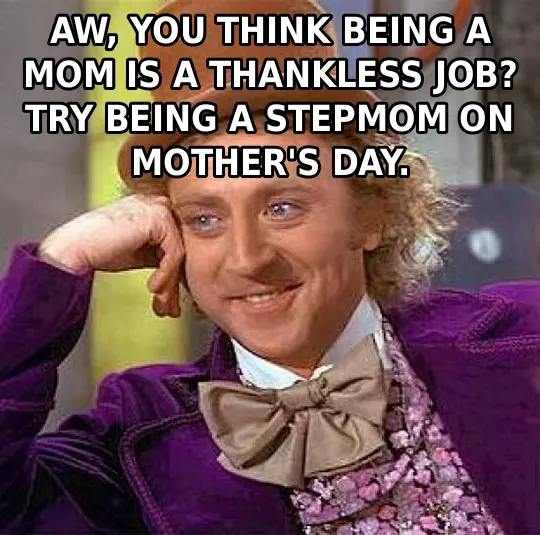 AW, YOU THINK BEING A
MOM IS A THANKLESS JOB?
TRY BEING A STEPMOM ON
MOTHER'S DAY.